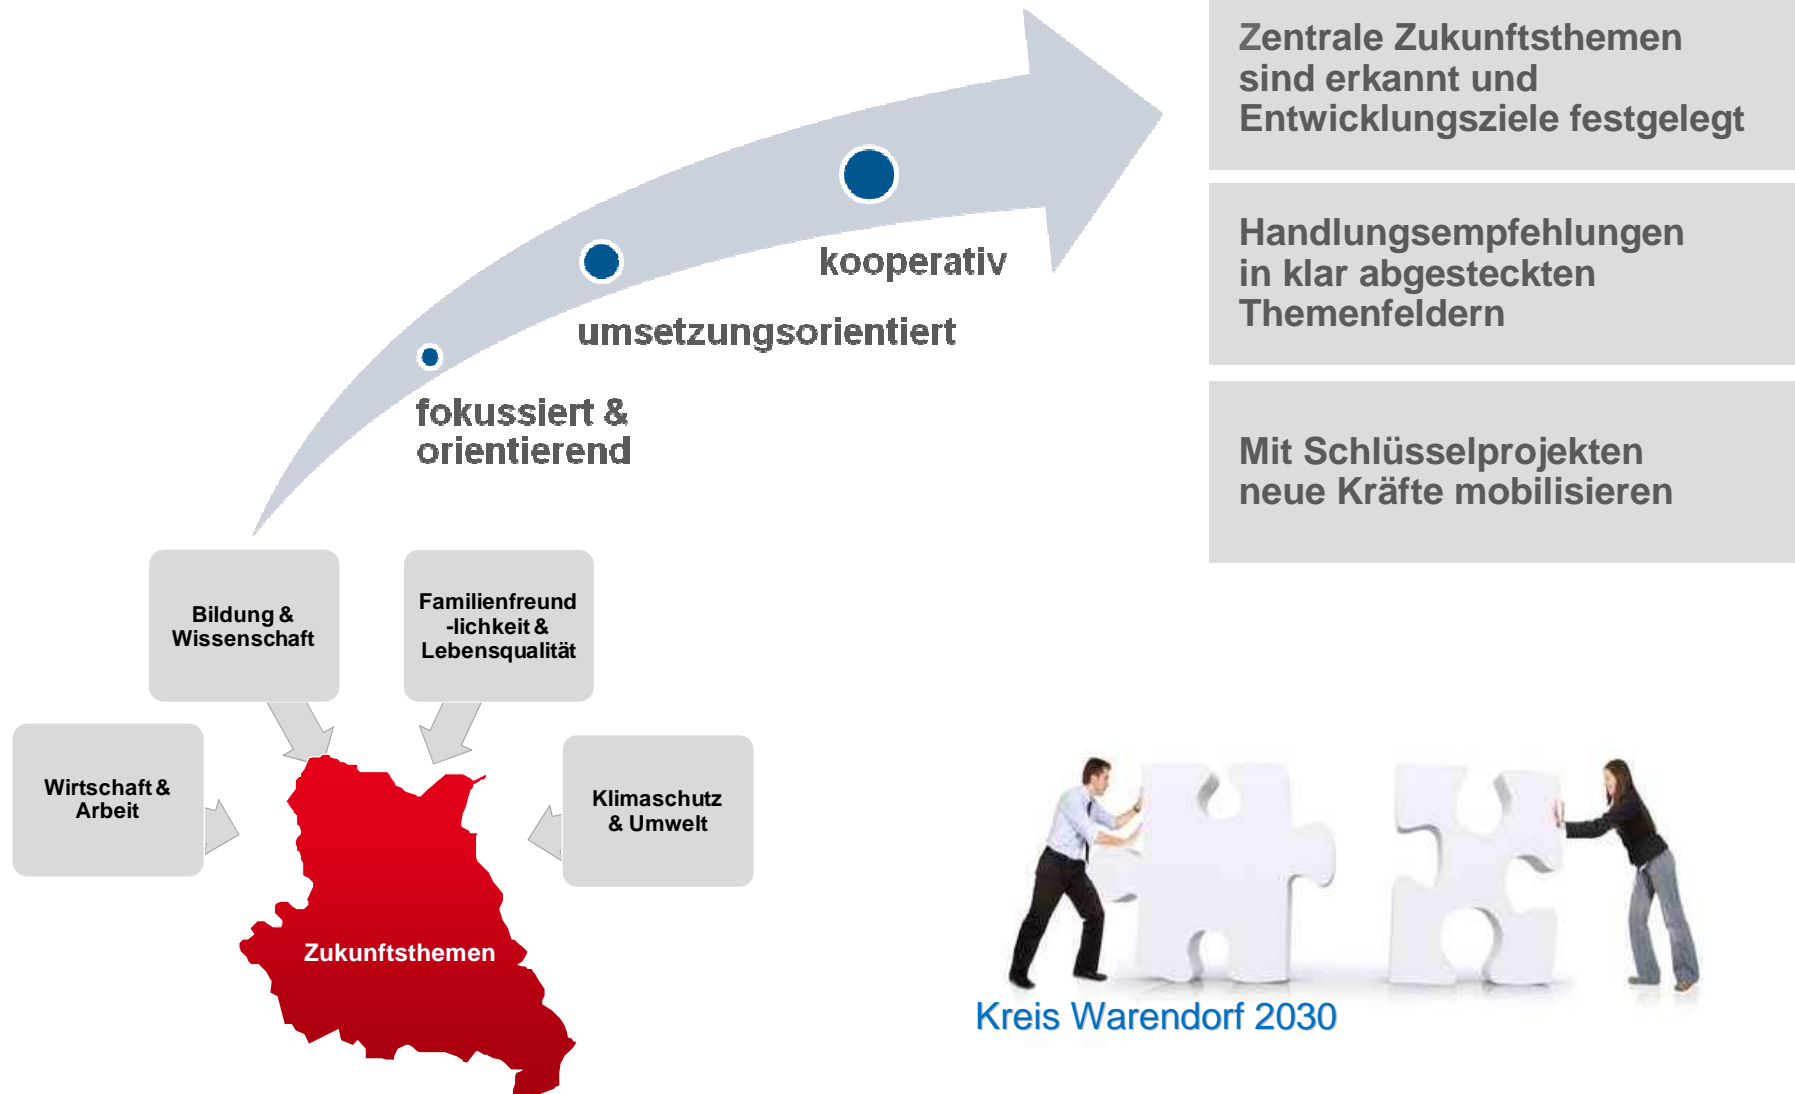 Zentrale Zukunftsthemen
sind erkannt und
Entwicklungsziele festgelegt
Handlungsempfehlungen
in klar abgesteckten
Themenfeldern
Mit Schlüsselprojekten
neue Kräfte mobilisieren
kooperativ
umsetzungsorientiert
fokussiert &
orientierend
Bildung &
Wissenschaft
Familienfreund
-lichkeit &
Lebensqualität
Wirtschaft &
Arbeit
Klimaschutz
& Umwelt
Zukunftsthemen
Kreis Warendorf 2030